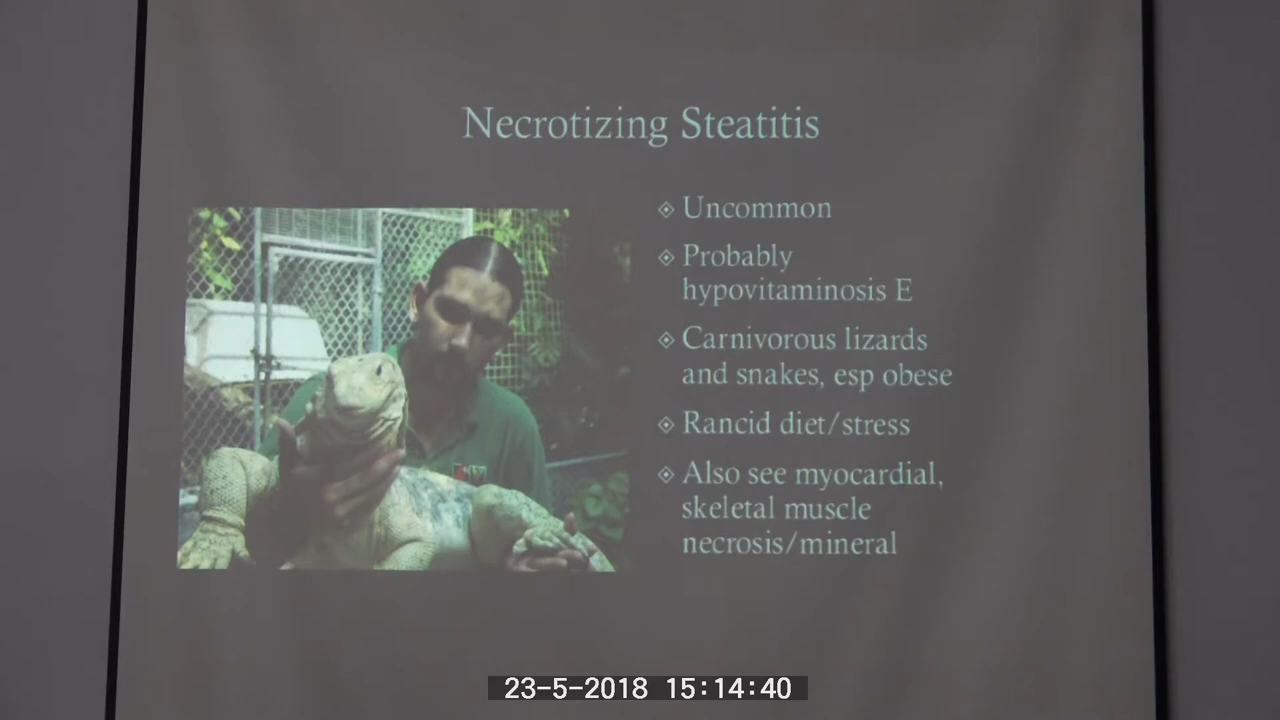 Necrotizing Steatitis
Uncommon
Probably
hypovitaminosis E
Carnivorous lizards
and snakes, esp obese
Rancid diet/stress
Also see myocardial,
skeletal muscle
necrosis/mineral
23-5-2018 15:14:40